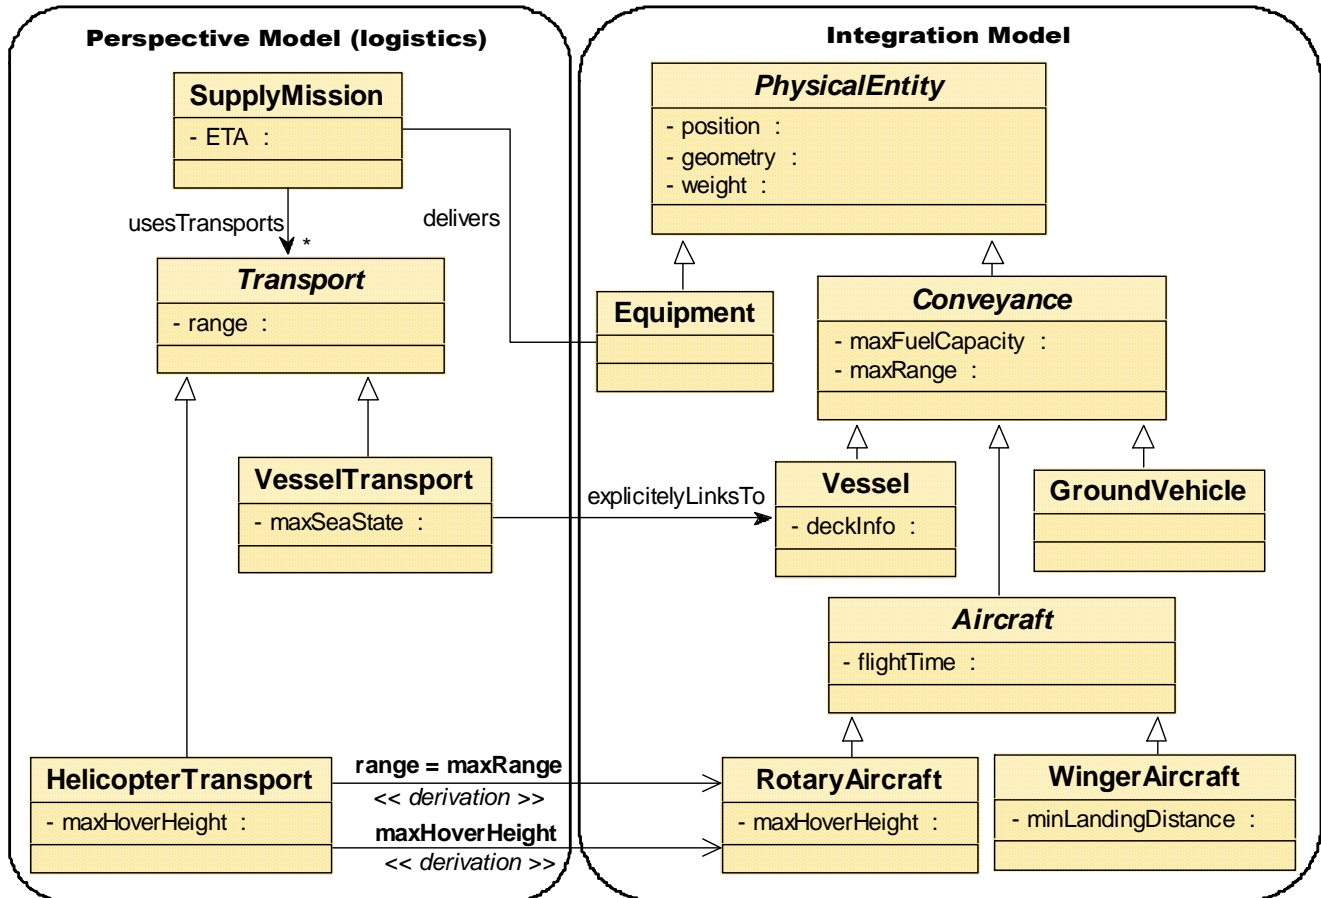 Perspective Model (logistics)
SupplyMission
- ETA :
usesTransports
*
delivers
Transport
- range :
VesselTransport
- maxSeaState :
explicitelyLinksTo
HelicopterTransport
- maxHoverHeight :
range = maxRange
<< derivation >>
maxHoverHeight
<< derivation >>
Integration Model
PhysicalEntity
- position :
- geometry :
- weight :
Equipment
Conveyance
- maxFuelCapacity :
- maxRange :
Vessel
- deckInfo :
GroundVehicle
Aircraft
- flightTime :
RotaryAircraft
- maxHoverHeight :
WingerAircraft
- minLandingDistance :